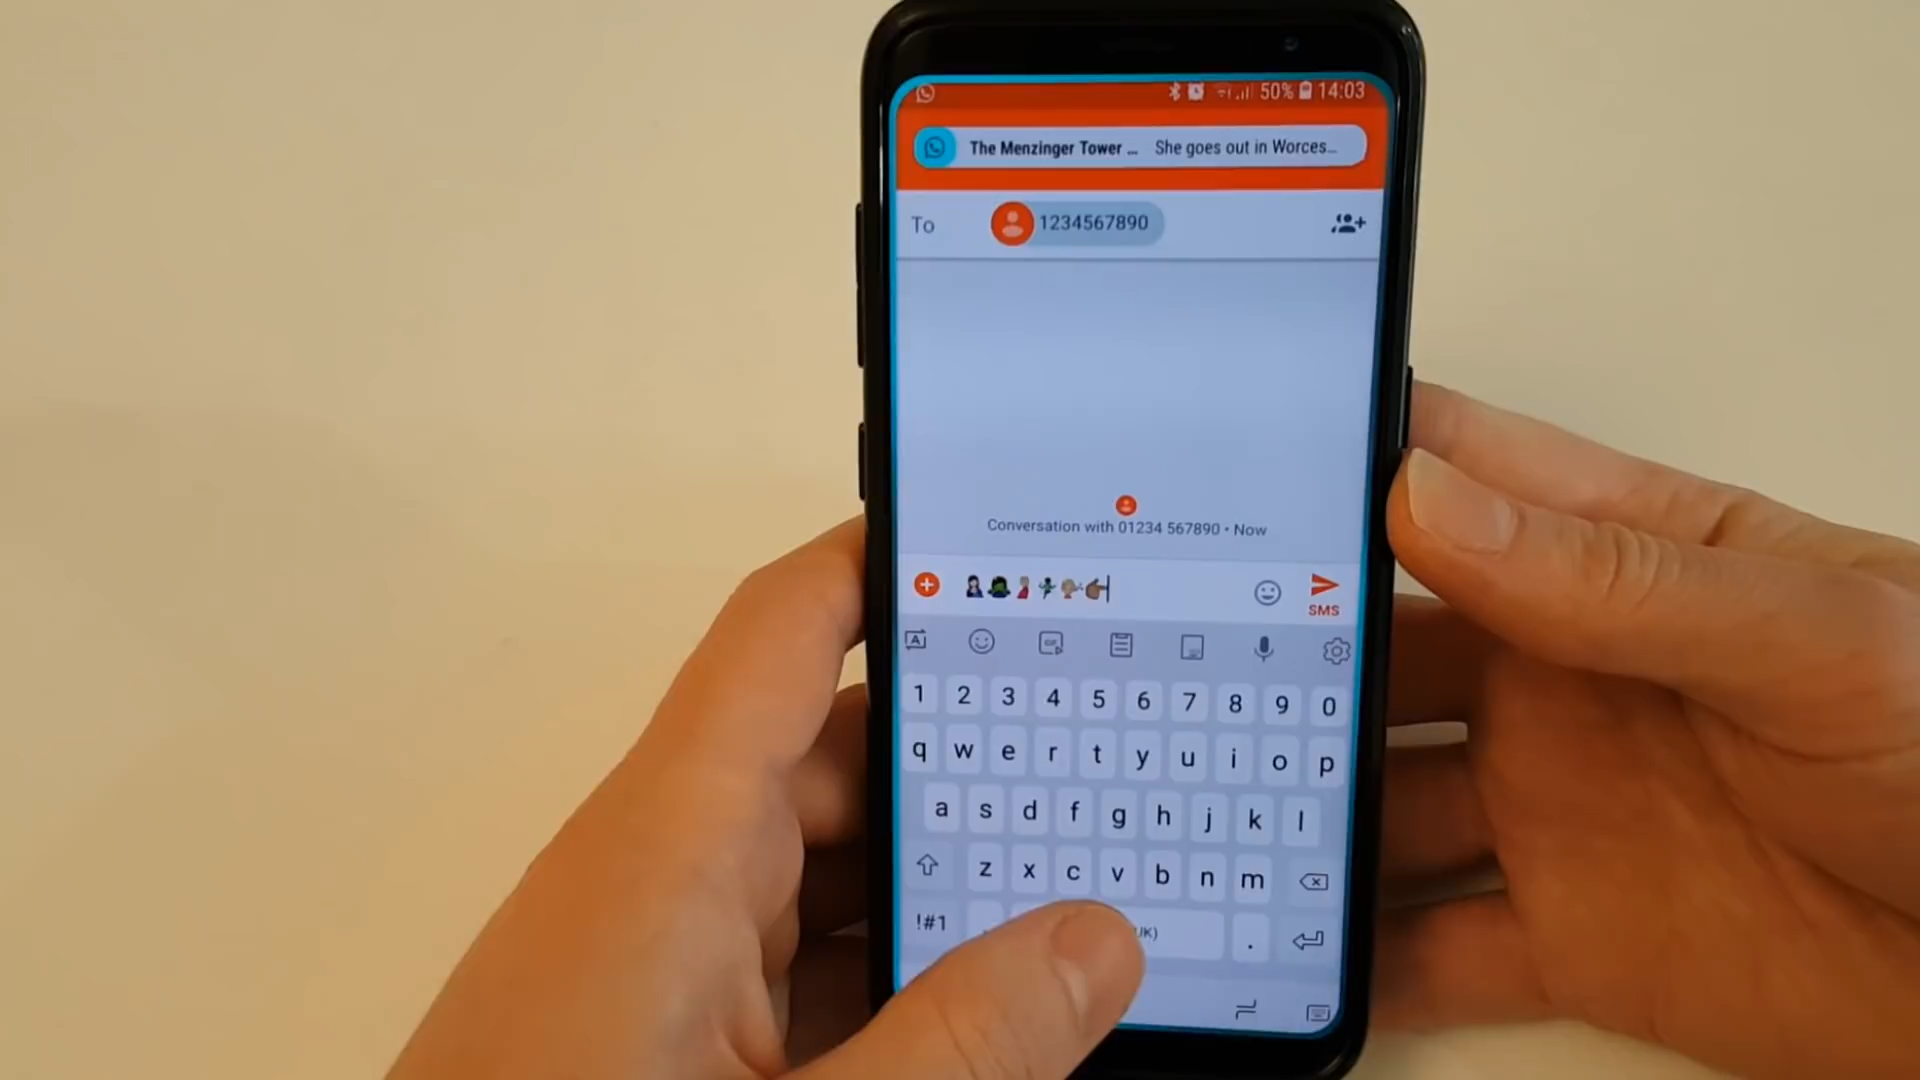 50% 14:03
The Menzinger Tower ... She goes out in Worces...
To 1234567890
Conversation with 01234 567890 • Now
SMS
1 2 3 4 5 6 7 8 9 0
q w e r t y u i o p
a s d f g h j k l
z x c v b n m
!#1 UK) .